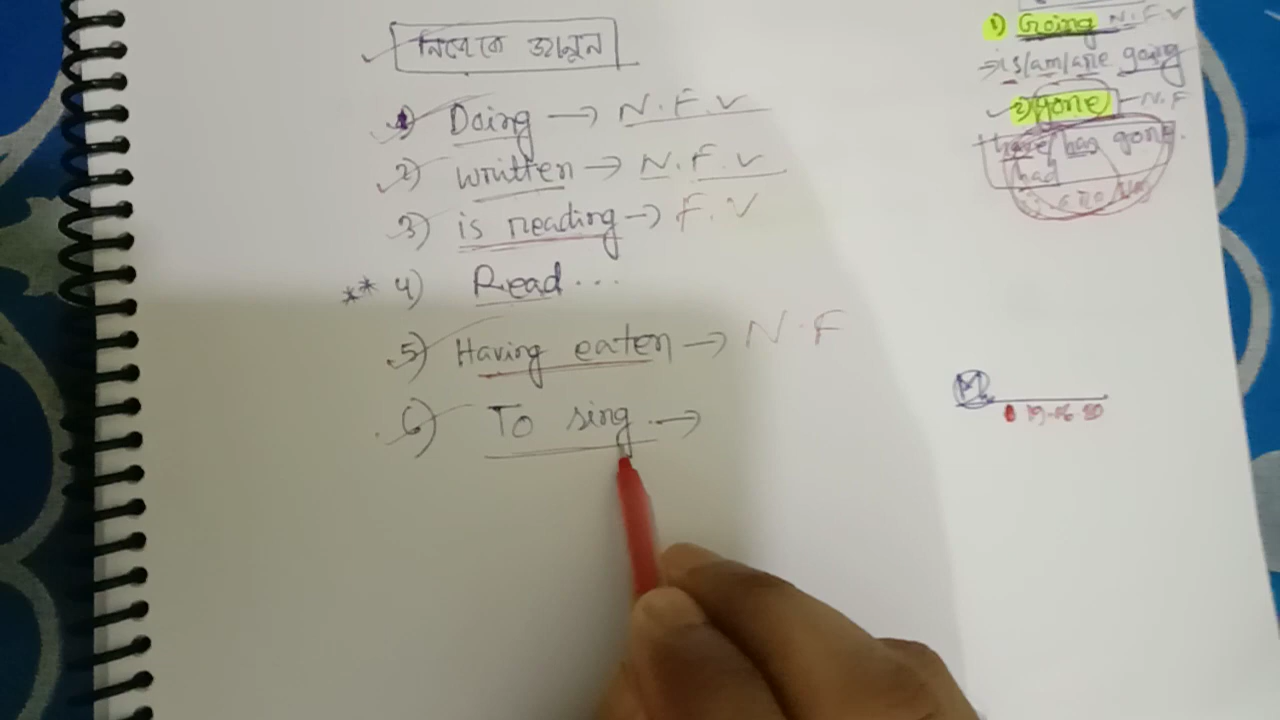 নিজেকে জানুন
1) Doing → N.F.V
2) written → N.F.V
3) is reading → F.V
** 4) Read...
5) Having eaten → N.F
6) To sing →
1) Going N.F.V
→ is/am/are going
2) gone — N.F
have/has gone.
had